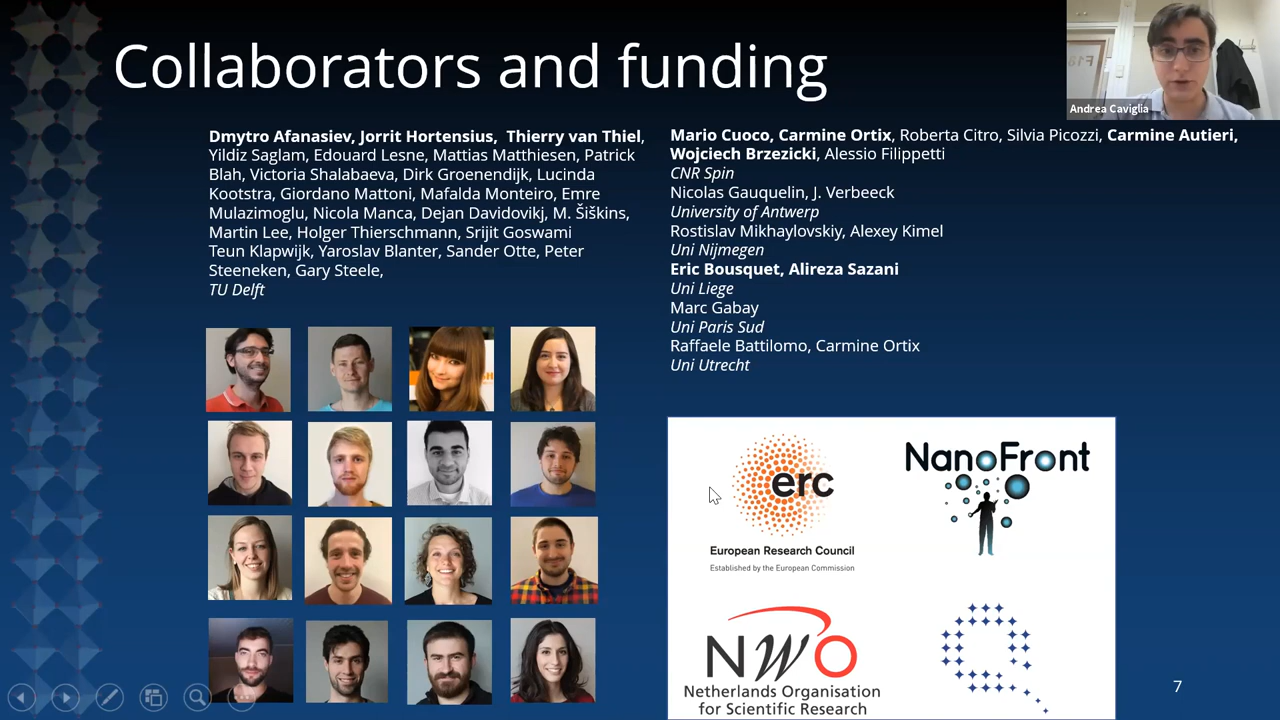 Collaborators and funding
Andrea Caviglia
Dmytro Afanasiev, Jorrit Hortensius, Thierry van Thiel,
Yildiz Saglam, Edouard Lesne, Mattias Matthiesen, Patrick
Blah, Victoria Shalabaeva, Dirk Groenendijk, Lucinda
Kootstra, Giordano Mattoni, Mafalda Monteiro, Emre
Mulazimoglu, Nicola Manca, Dejan Davidovikj, M. Šiškins,
Martin Lee, Holger Thierschmann, Srijit Goswami
Teun Klapwijk, Yaroslav Blanter, Sander Otte, Peter
Steeneken, Gary Steele,
TU Delft
Mario Cuoco, Carmine Ortix, Roberta Citro, Silvia Picozzi, Carmine Autieri,
Wojciech Brzezicki, Alessio Filippetti
CNR Spin
Nicolas Gauquelin, J. Verbeeck
University of Antwerp
Rostislav Mikhaylovskiy, Alexey Kimel
Uni Nijmegen
Eric Bousquet, Alireza Sazani
Uni Liege
Marc Gabay
Uni Paris Sud
Raffaele Battilomo, Carmine Ortix
Uni Utrecht
erc
European Research Council
Established by the European Commission
NanoFront
NWO
Netherlands Organisation
for Scientific Research
7